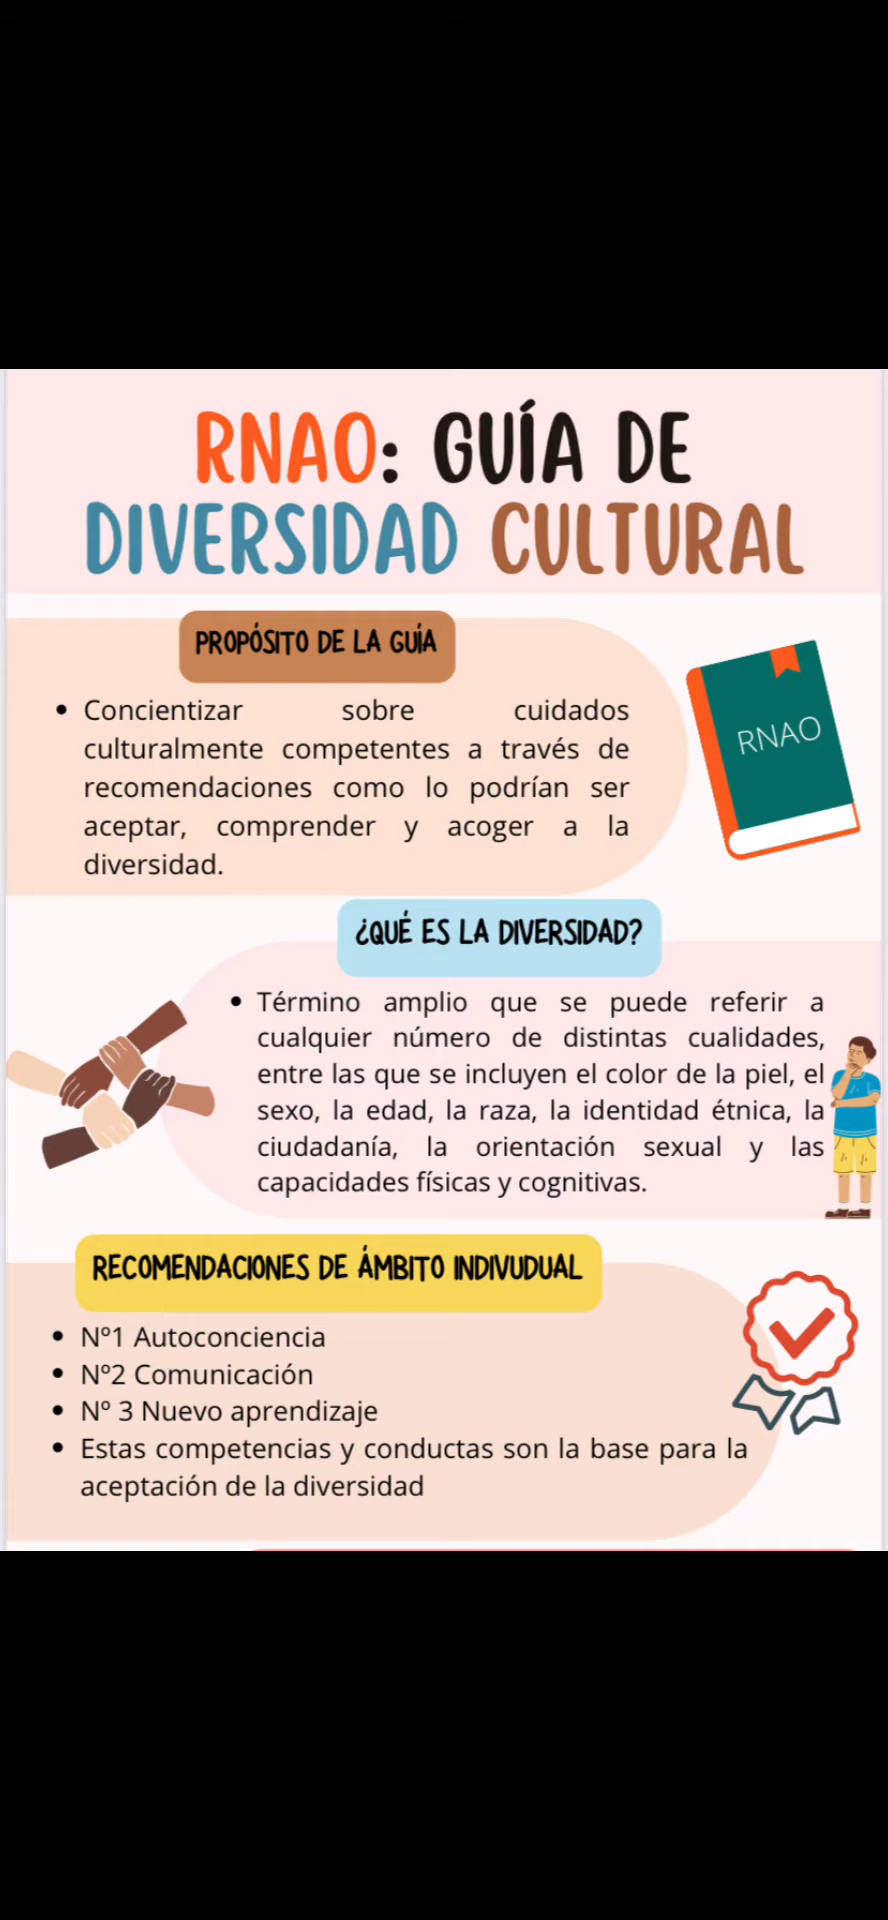 RNAO: GUÍA DE
DIVERSIDAD CULTURAL
PROPÓSITO DE LA GUÍA
• Concientizar sobre cuidados
culturalmente competentes a través de
recomendaciones como lo podrían ser
aceptar, comprender y acoger a la
diversidad.
RNAO
¿QUÉ ES LA DIVERSIDAD?
• Término amplio que se puede referir a
cualquier número de distintas cualidades,
entre las que se incluyen el color de la piel, el
sexo, la edad, la raza, la identidad étnica, la
ciudadanía, la orientación sexual y las
capacidades físicas y cognitivas.
RECOMENDACIONES DE ÁMBITO INDIVUDUAL
• Nº1 Autoconciencia
• Nº2 Comunicación
• Nº 3 Nuevo aprendizaje
• Estas competencias y conductas son la base para la
aceptación de la diversidad